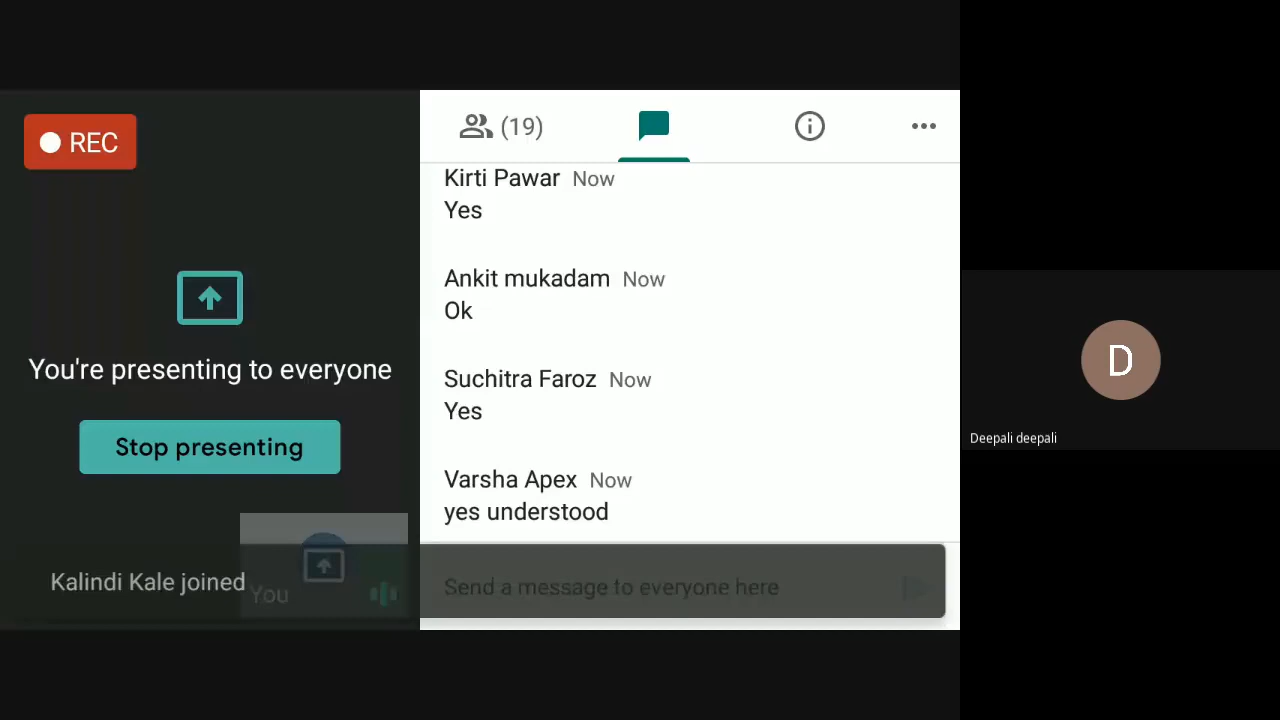 REC
You're presenting to everyone
Stop presenting
Kalindi Kale joined
You
(19)
Kirti Pawar Now
Yes
Ankit mukadam Now
Ok
Suchitra Faroz Now
Yes
Varsha Apex Now
yes understood
Send a message to everyone here
D
Deepali deepali